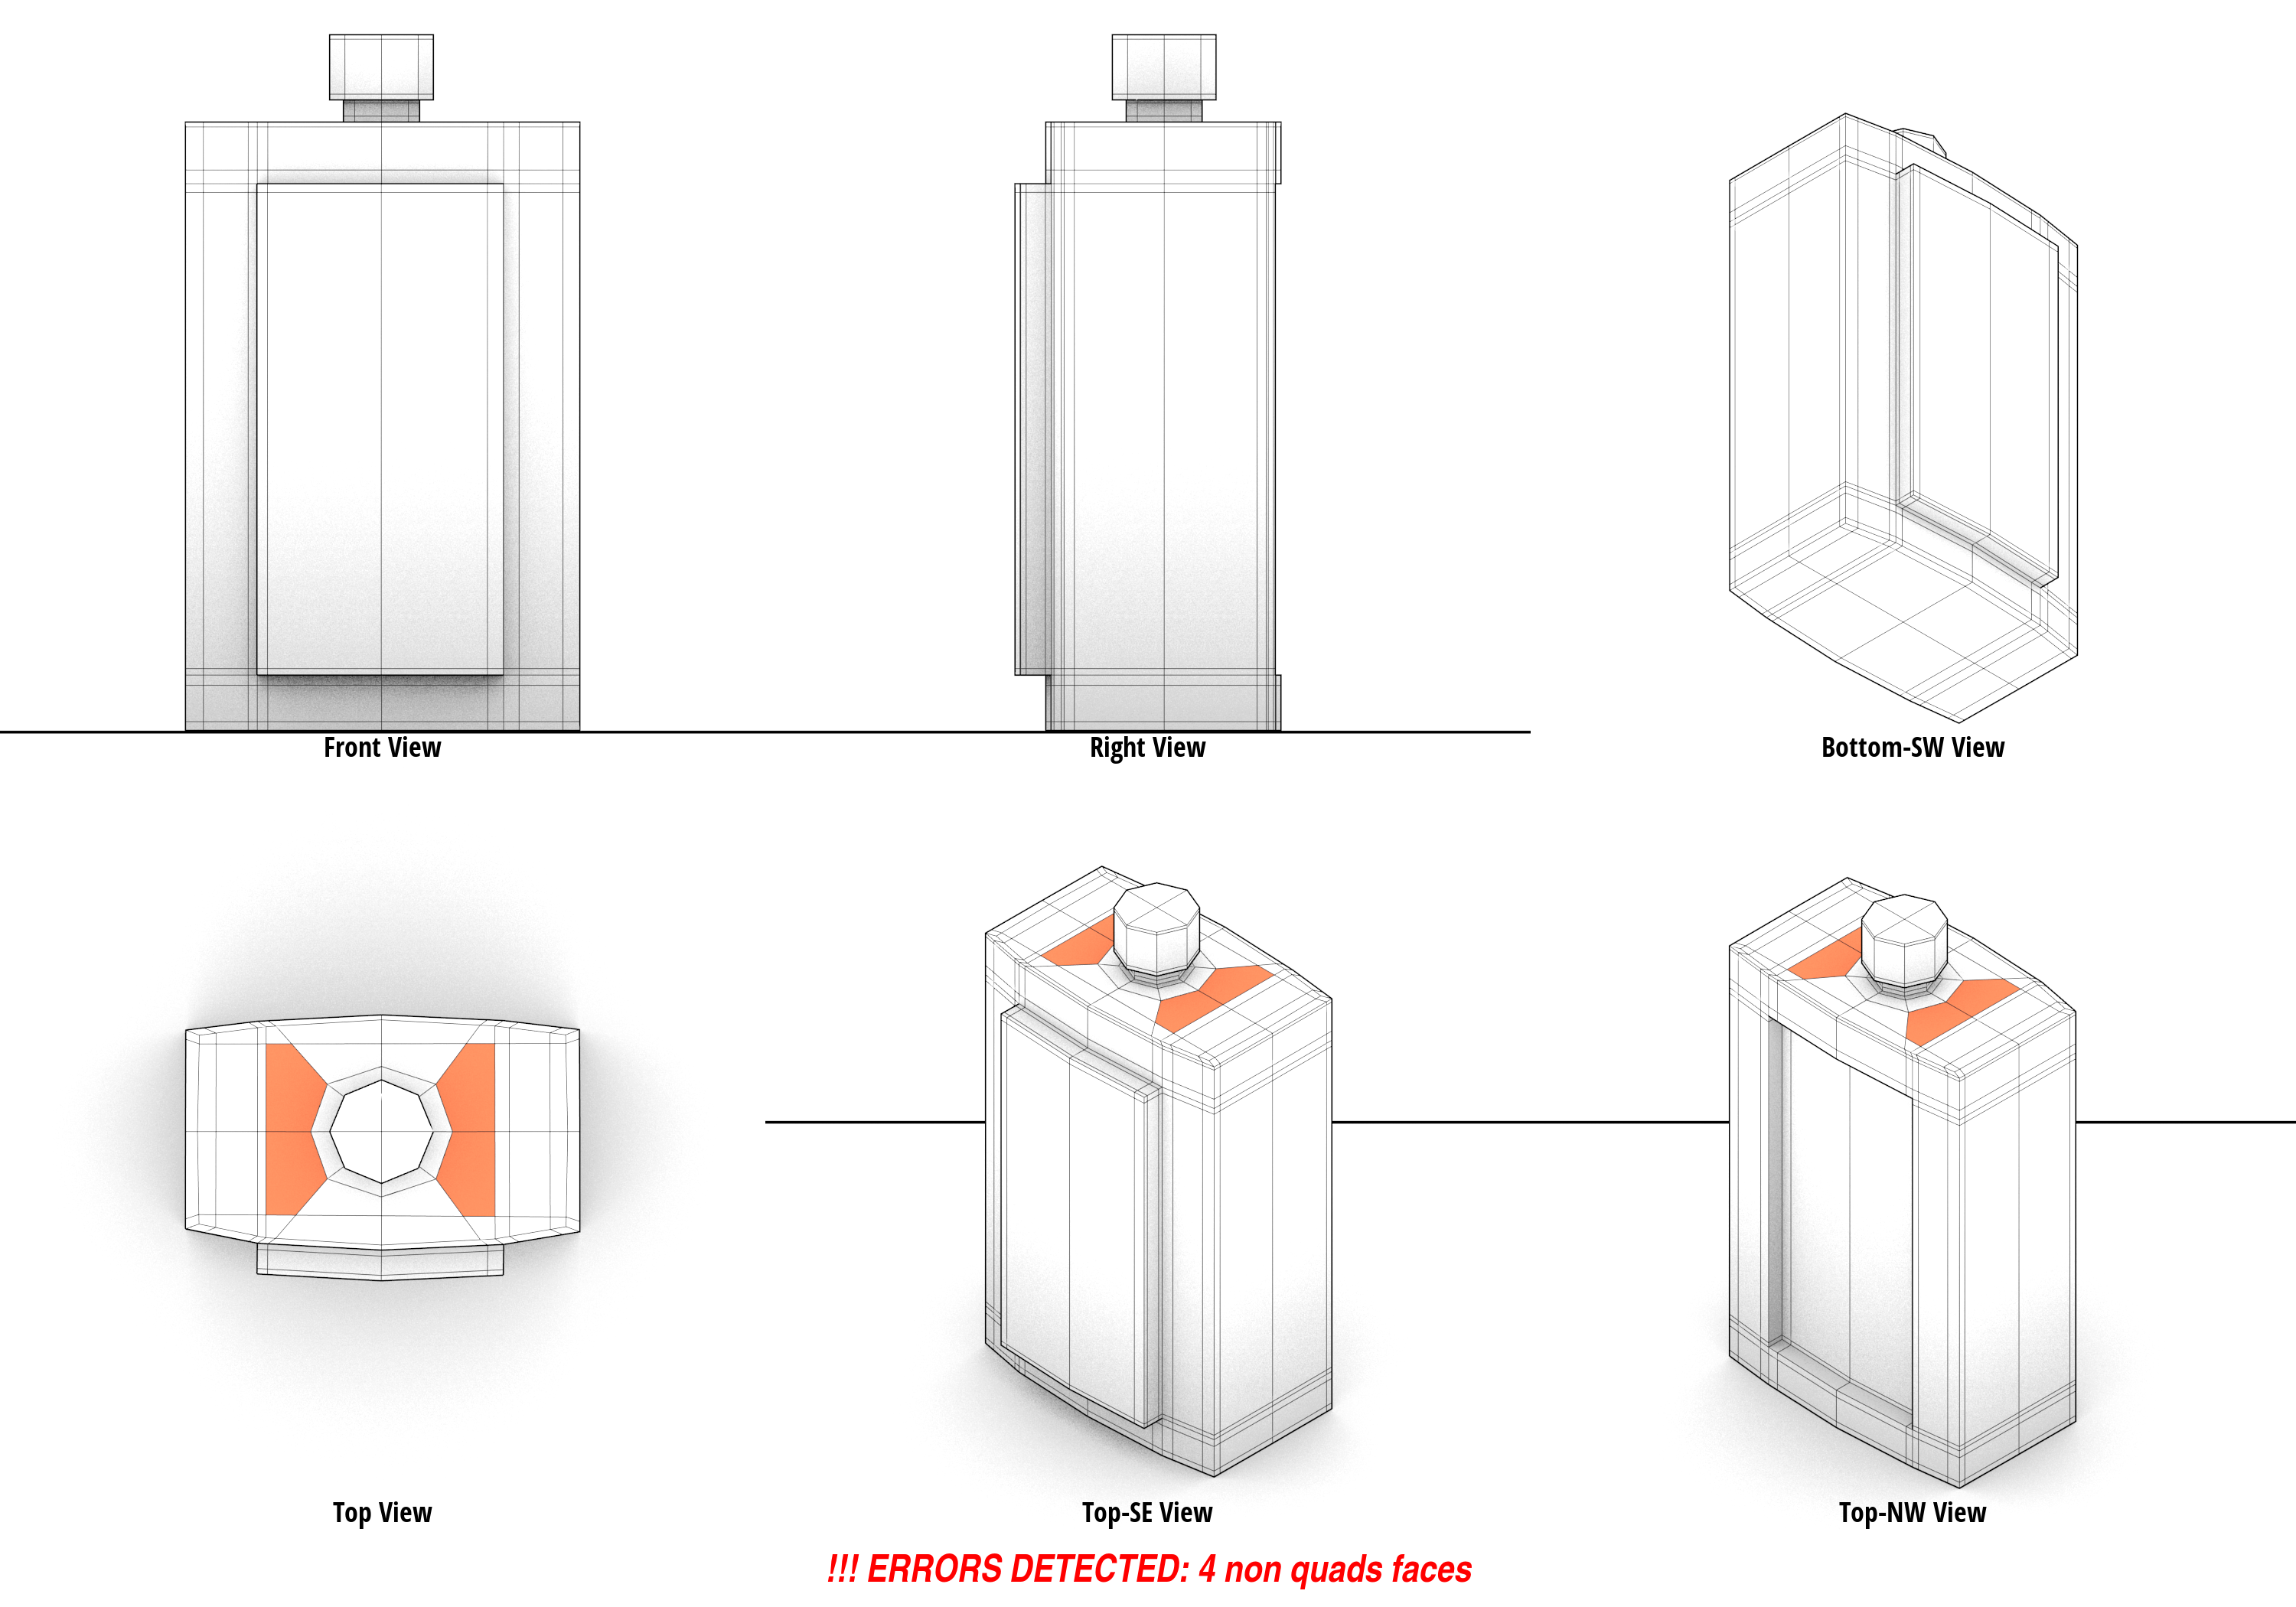 Front View
Right View
Bottom-SW View
Top View
Top-SE View
Top-NW View
!!! ERRORS DETECTED: 4 non quads faces